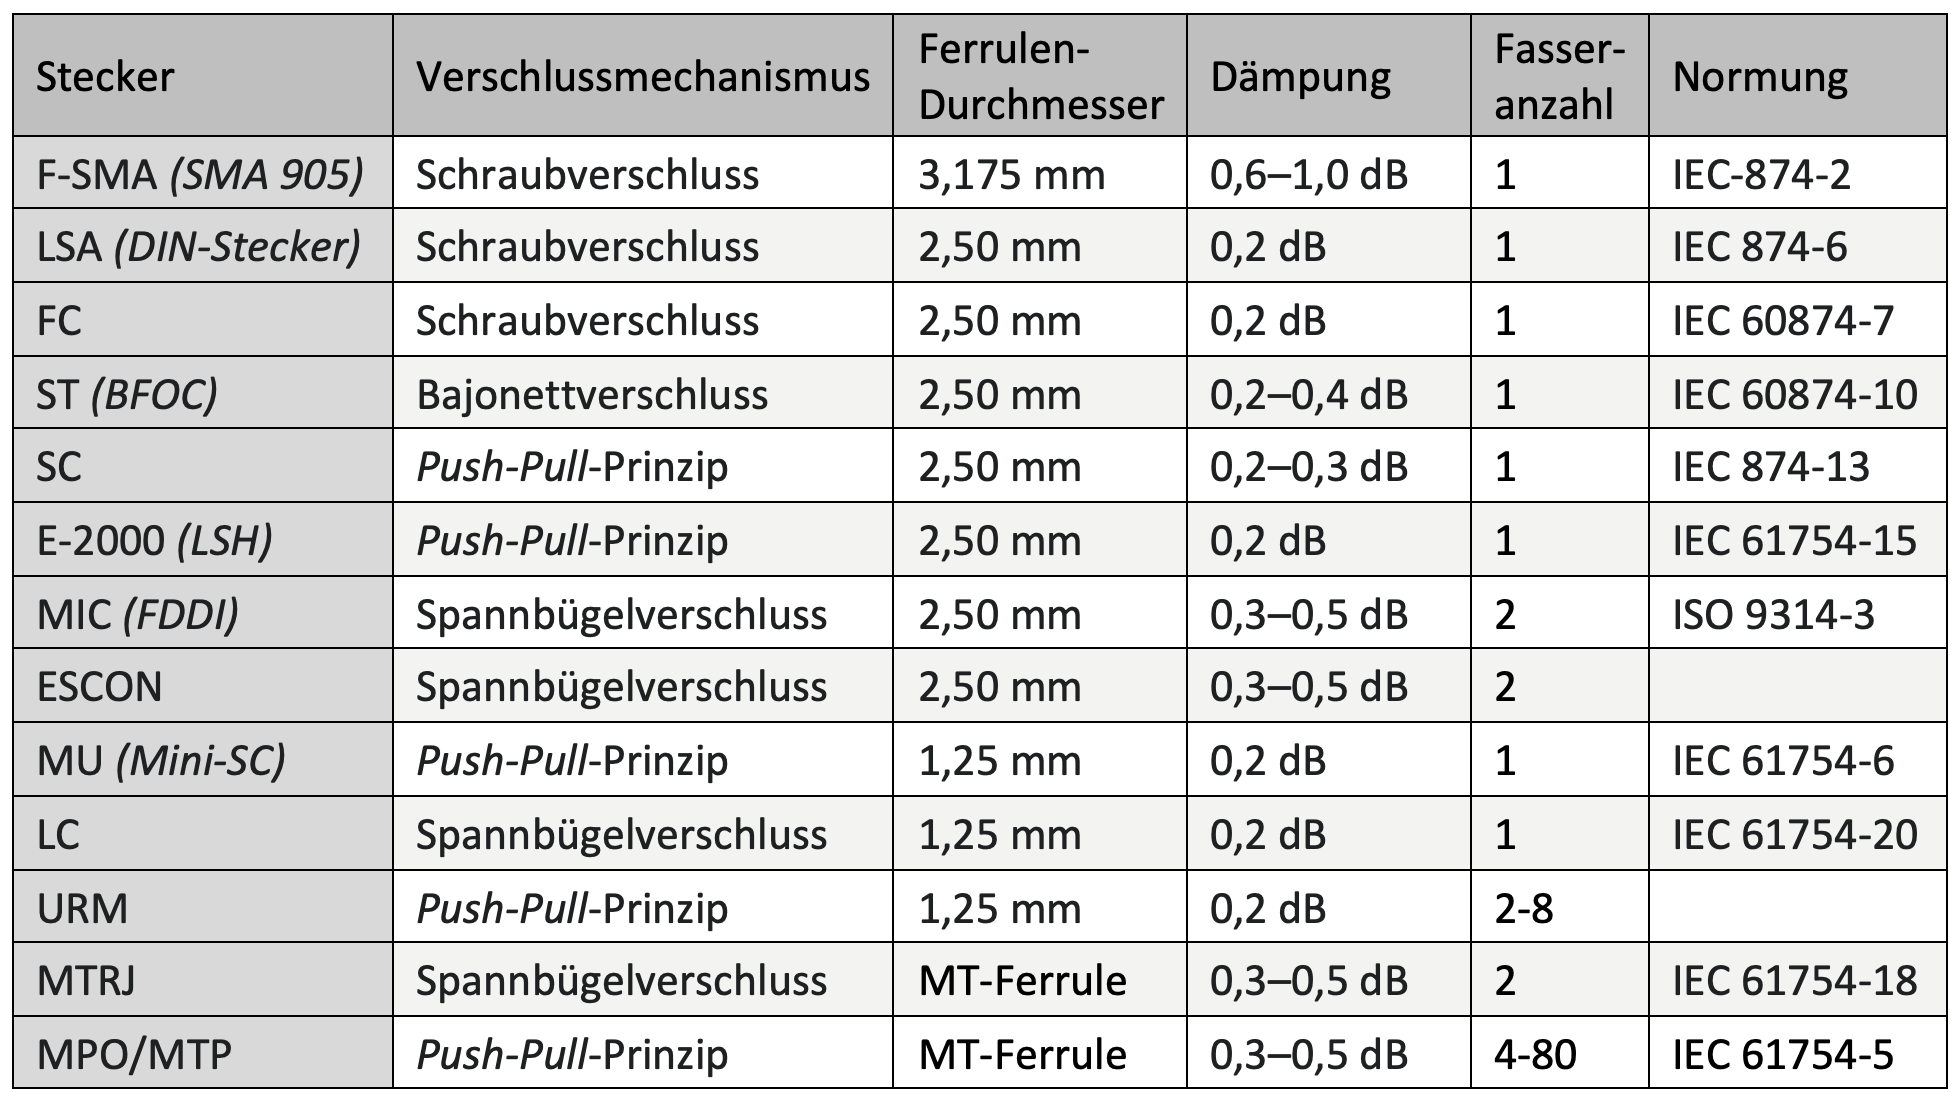 Stecker Verschlussmechanismus Ferrulen-Durchmesser Dämpung Fasser-anzahl Normung
F-SMA (SMA 905) Schraubverschluss 3,175 mm 0,6–1,0 dB 1 IEC-874-2
LSA (DIN-Stecker) Schraubverschluss 2,50 mm 0,2 dB 1 IEC 874-6
FC Schraubverschluss 2,50 mm 0,2 dB 1 IEC 60874-7
ST (BFOC) Bajonettverschluss 2,50 mm 0,2–0,4 dB 1 IEC 60874-10
SC Push-Pull-Prinzip 2,50 mm 0,2–0,3 dB 1 IEC 874-13
E-2000 (LSH) Push-Pull-Prinzip 2,50 mm 0,2 dB 1 IEC 61754-15
MIC (FDDI) Spannbügelverschluss 2,50 mm 0,3–0,5 dB 2 ISO 9314-3
ESCON Spannbügelverschluss 2,50 mm 0,3–0,5 dB 2
MU (Mini-SC) Push-Pull-Prinzip 1,25 mm 0,2 dB 1 IEC 61754-6
LC Spannbügelverschluss 1,25 mm 0,2 dB 1 IEC 61754-20
URM Push-Pull-Prinzip 1,25 mm 0,2 dB 2-8
MTRJ Spannbügelverschluss MT-Ferrule 0,3–0,5 dB 2 IEC 61754-18
MPO/MTP Push-Pull-Prinzip MT-Ferrule 0,3–0,5 dB 4-80 IEC 61754-5